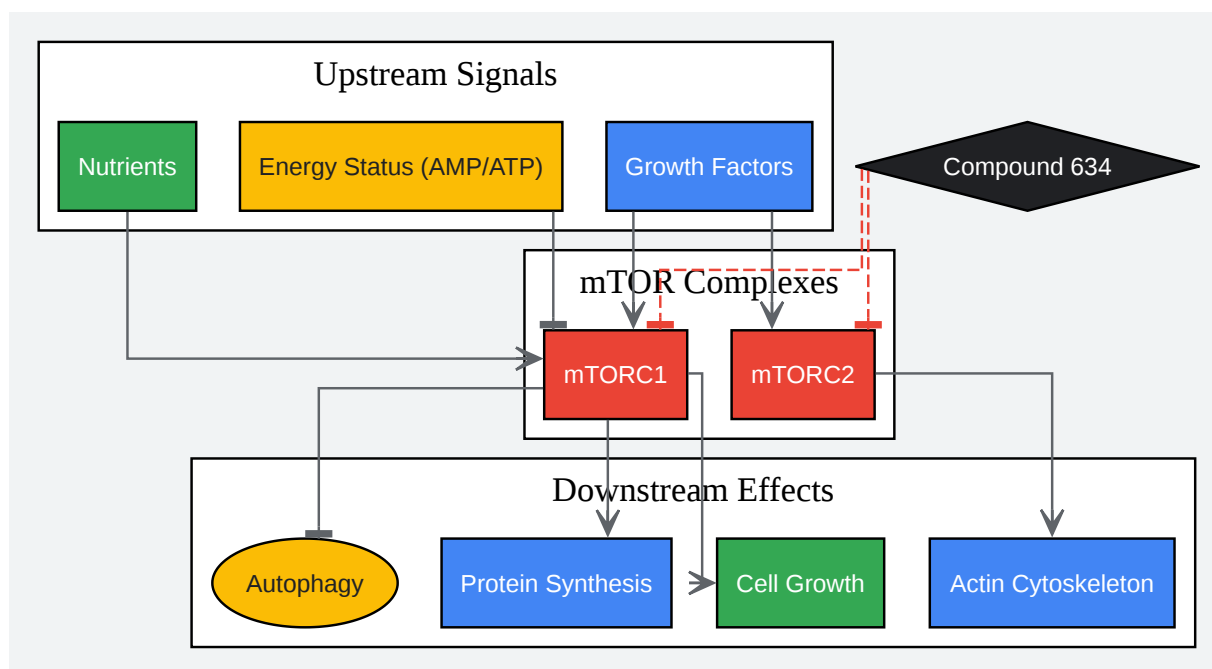 Upstream Signals
Nutrients
Energy Status (AMP/ATP)
Growth Factors
Compound 634
mTOR Complexes
mTORC1
mTORC2
Downstream Effects
Autophagy
Protein Synthesis
Cell Growth
Actin Cytoskeleton